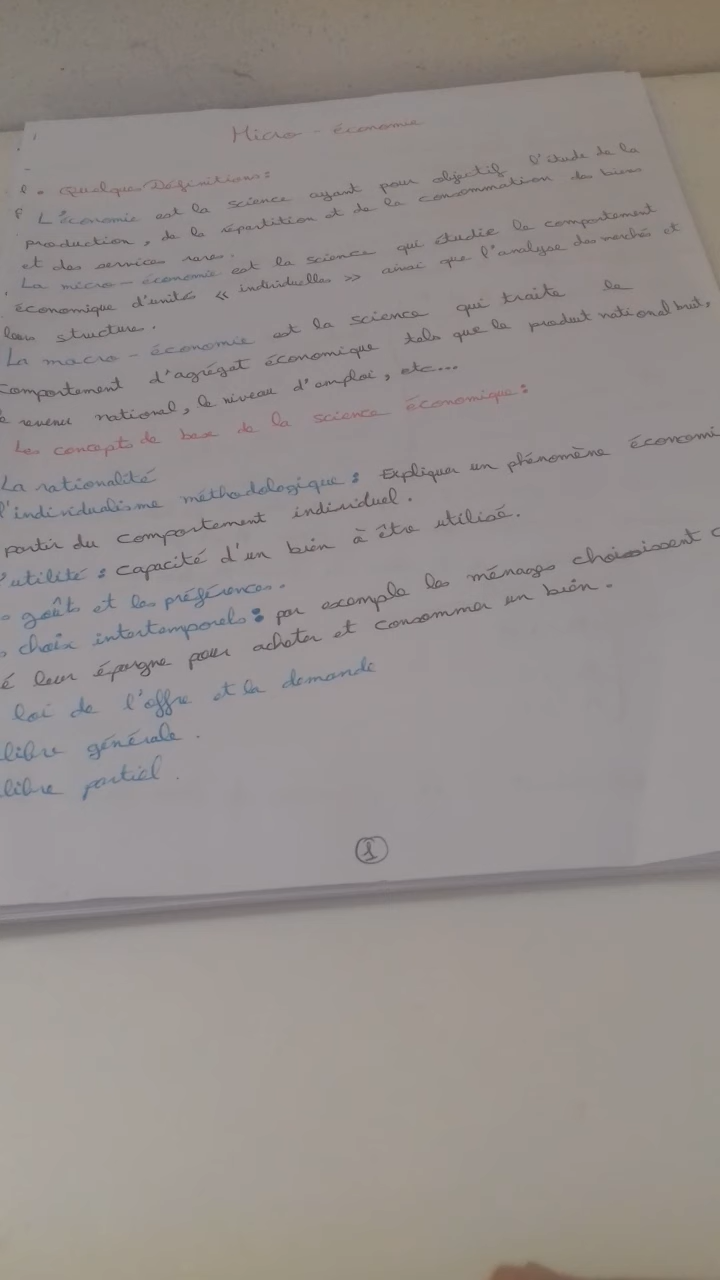 Micro - économie
Quelques Définitions :
L'économie est la science ayant pour objectif l'étude de la
production, de la répartition et de la consommation des biens
et des services rares.
La micro - économie est la science qui étudie le comportement
économique d'unités « individuelles » ainsi que l'analyse des marchés et
leur structure.
La macro - économie est la science qui traite le
comportement d'agrégat économique tels que le produit national brut,
revenu national, le niveau d'emploi, etc...
Les concepts de base de la science économique :
La rationalité
l'individualisme méthodologique : Expliquer un phénomène économi
partir du comportement individuel.
l'utilité : capacité d'un bien à être utilisé.
goûts et les préférences.
choix intertemporels : par exemple les ménages choisissent
é leur épargne pour acheter et consommer un bien.
loi de l'offre et la demande
libre générale.
libre partiel.
1